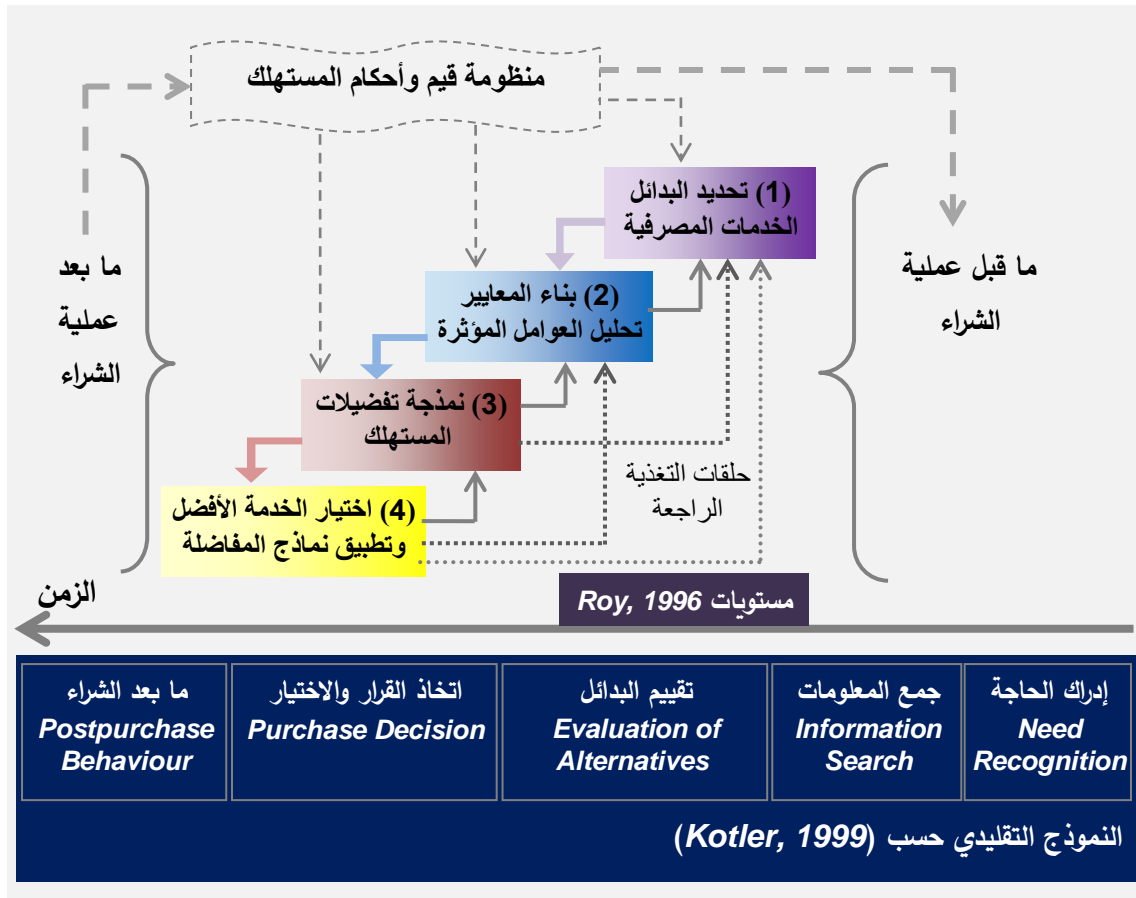 منظومة قيم وأحكام المستهلك
(1) تحديد البدائل
الخدمات المصرفية
ما قبل عملية
الشراء
ما بعد
عملية
الشراء
(2) بناء المعايير
تحليل العوامل المؤثرة
(3) نمذجة تفضيلات
المستهلك
حلقات التغذية
الراجعة
(4) اختيار الخدمة الأفضل
وتطبيق نماذج المفاضلة
الزمن
مستويات Roy, 1996
إدراك الحاجة
Need
Recognition
جمع المعلومات
Information
Search
تقييم البدائل
Evaluation of
Alternatives
اتخاذ القرار والاختيار
Purchase Decision
ما بعد الشراء
Postpurchase
Behaviour
النموذج التقليدي حسب (Kotler, 1999)